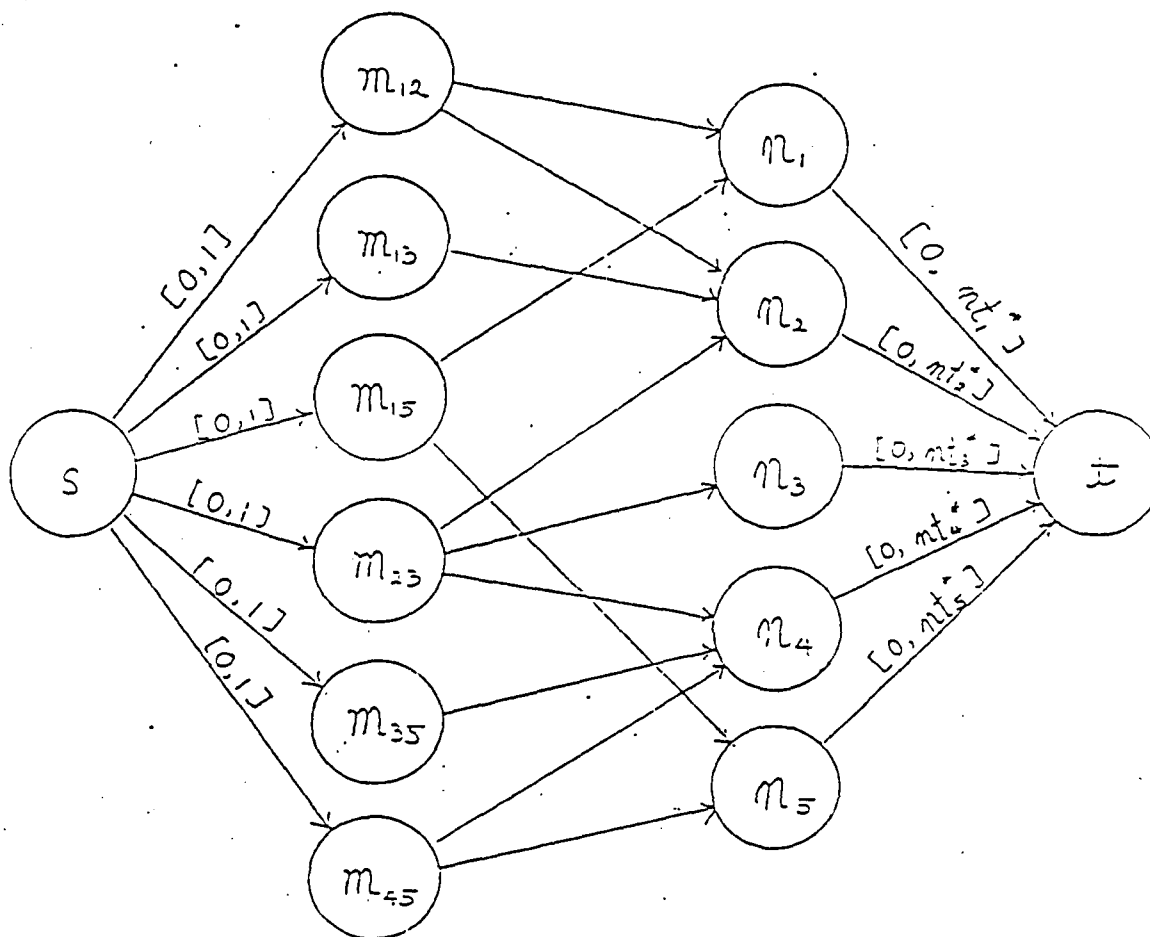 m₁₂
n₁
m₁₃
n₂
m₁₅
n₃
S
t
m₂₃
n₄
m₃₅
n₅
m₄₅
[0,1]
[0,1]
[0,1]
[0,1]
[0,1]
[0,1]
[0, nt₁*]
[0, nt₂*]
[0, nt₃*]
[0, nt₄*]
[0, nt₅*]